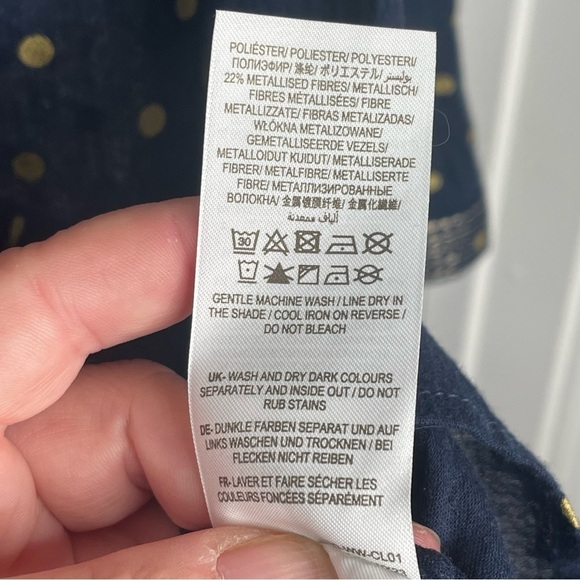 POLIÉSTER/ POLIESTER/ POLYESTERI/
ПОЛИЭФИР/ 涤纶/ ポリエステル/ بوليستر/
22% METALLISED FIBRES/ METALLISCH/
FIBRES MÉTALLISÉES/ FIBRE
METALLIZZATE/ FIBRAS METALIZADAS/
WŁÓKNA METALIZOWANE/
GEMETALLISEERDE VEZELS/
METALLOIDUT KUIDUT/ METALLISERADE
FIBRER/ METALFIBRE/ METALLISERTE
FIBRE/ МЕТАЛЛИЗИРОВАННЫЕ
ВОЛОКНА/ 金属镀膜纤维/ 金属化繊維/
ألياف معدنية
30
GENTLE MACHINE WASH / LINE DRY IN
THE SHADE / COOL IRON ON REVERSE /
DO NOT BLEACH
UK- WASH AND DRY DARK COLOURS
SEPARATELY AND INSIDE OUT / DO NOT
RUB STAINS
DE- DUNKLE FARBEN SEPARAT UND AUF
LINKS WASCHEN UND TROCKNEN / BEI
FLECKEN NICHT REIBEN
FR- LAVER ET FAIRE SÉCHER LES
COULEURS FONCÉES SÉPARÉMENT
WW-CL01